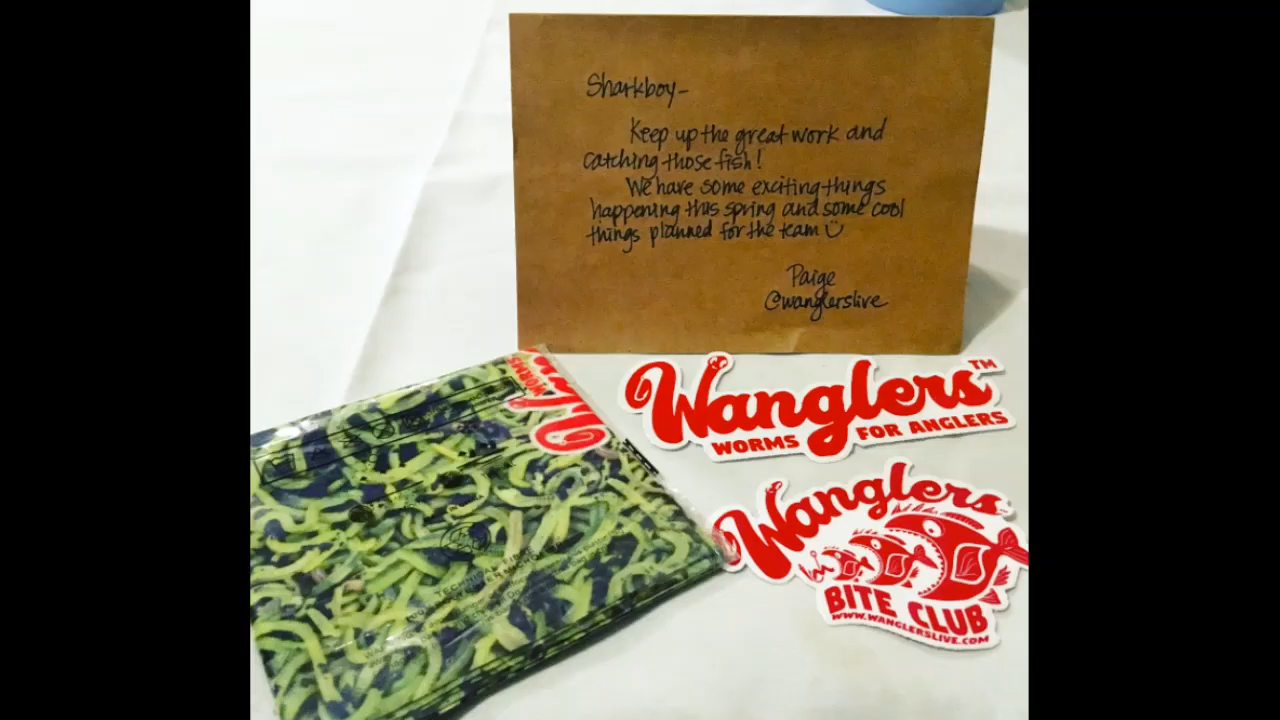 Sharkboy-
Keep up the great work and
catching those fish!
We have some exciting things
happening this spring and some cool
things planned for the team
Paige
@wanglerslive
Wanglers™
WORMS FOR ANGLERS
Wanglers
BITE CLUB
WWW.WANGLERSLIVE.COM
WORMS